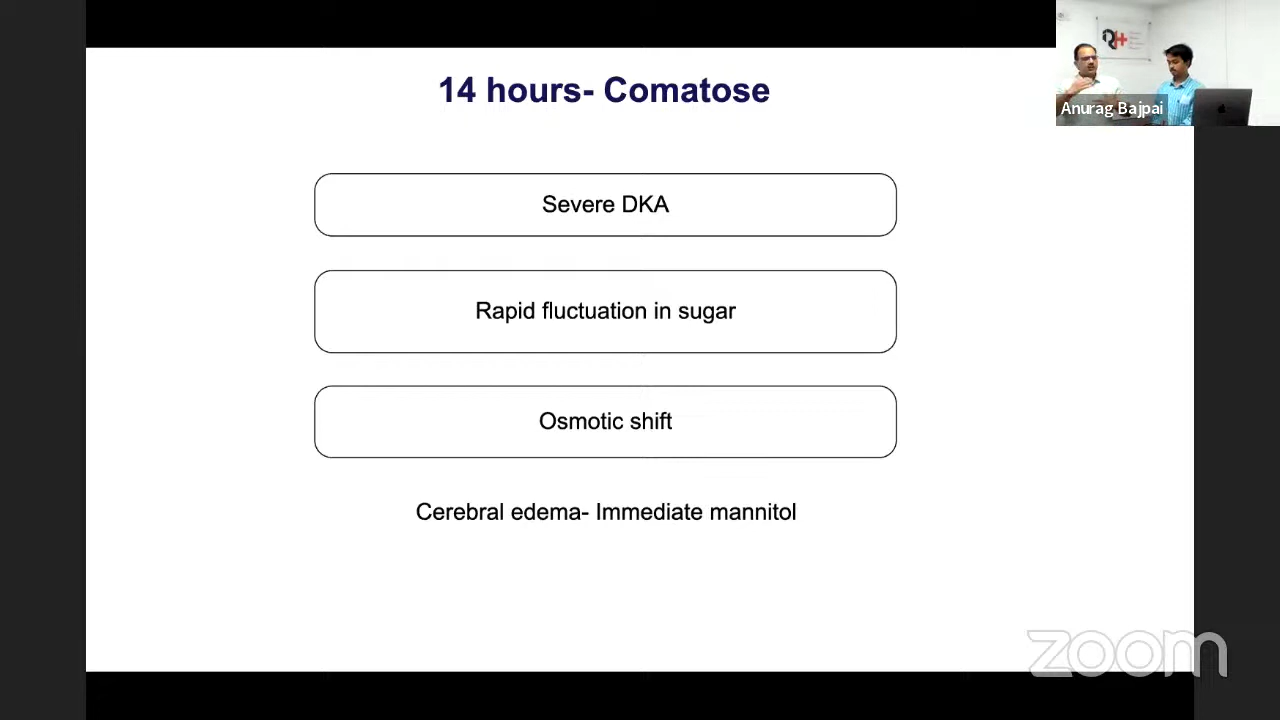 14 hours- Comatose
Anurag Bajpai
Severe DKA
Rapid fluctuation in sugar
Osmotic shift
Cerebral edema- Immediate mannitol
zoom